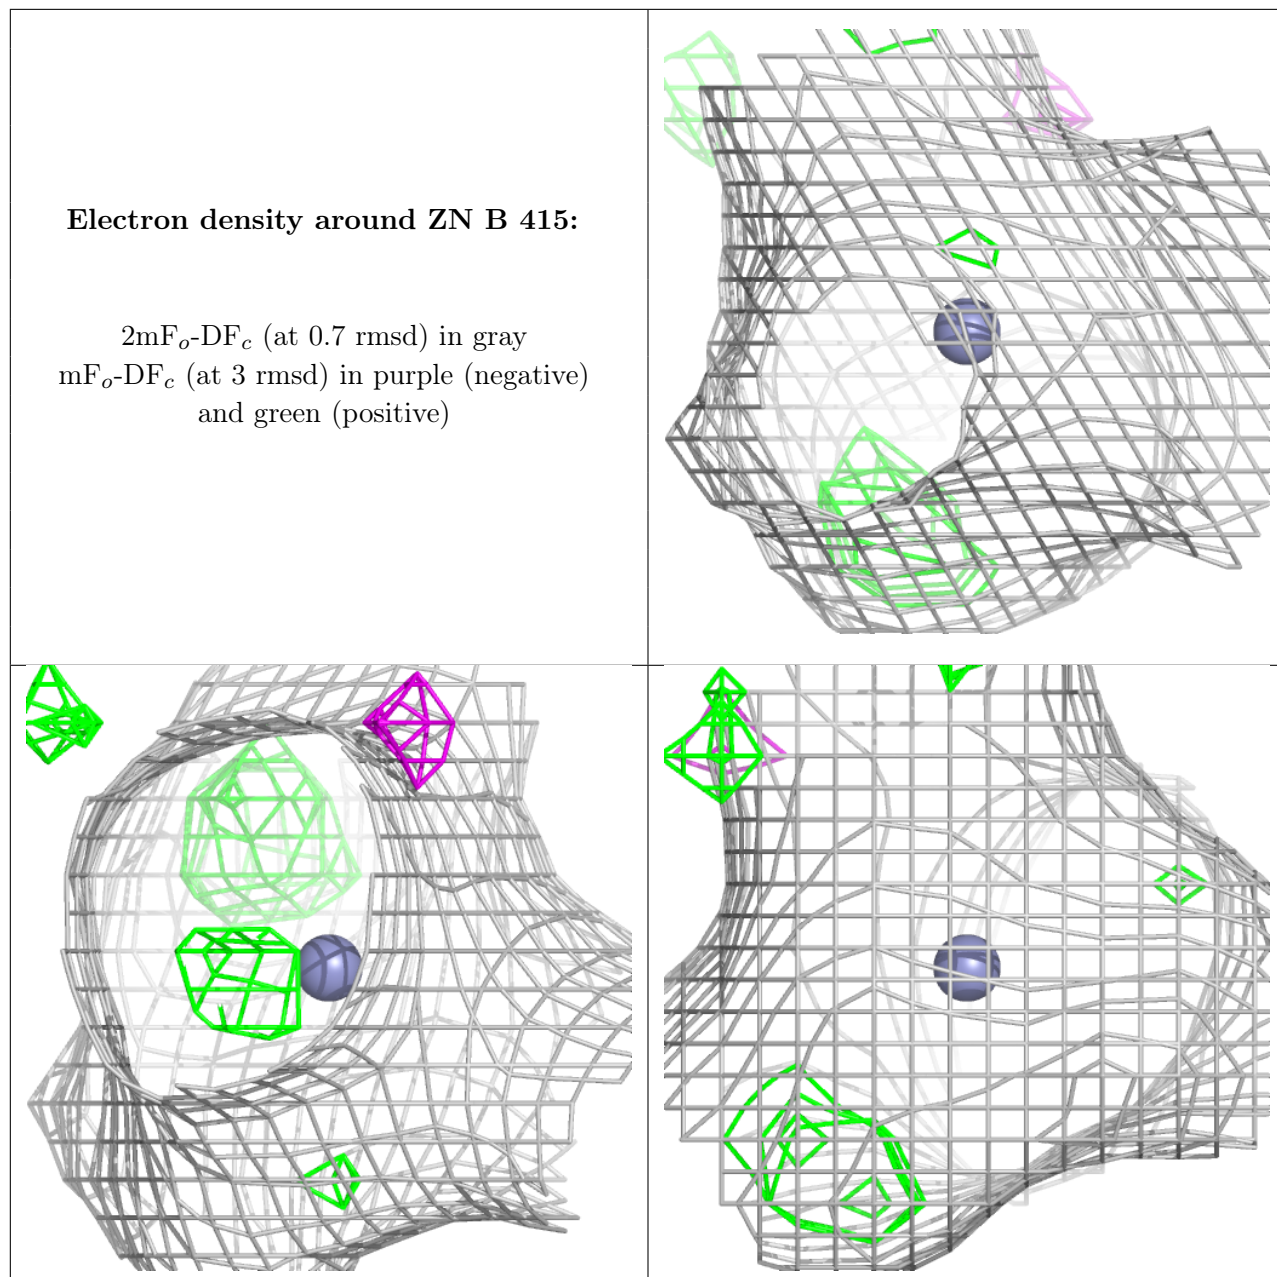 Electron density around ZN B 415:
2mFo-DFc (at 0.7 rmsd) in gray
mFo-DFc (at 3 rmsd) in purple (negative)
and green (positive)